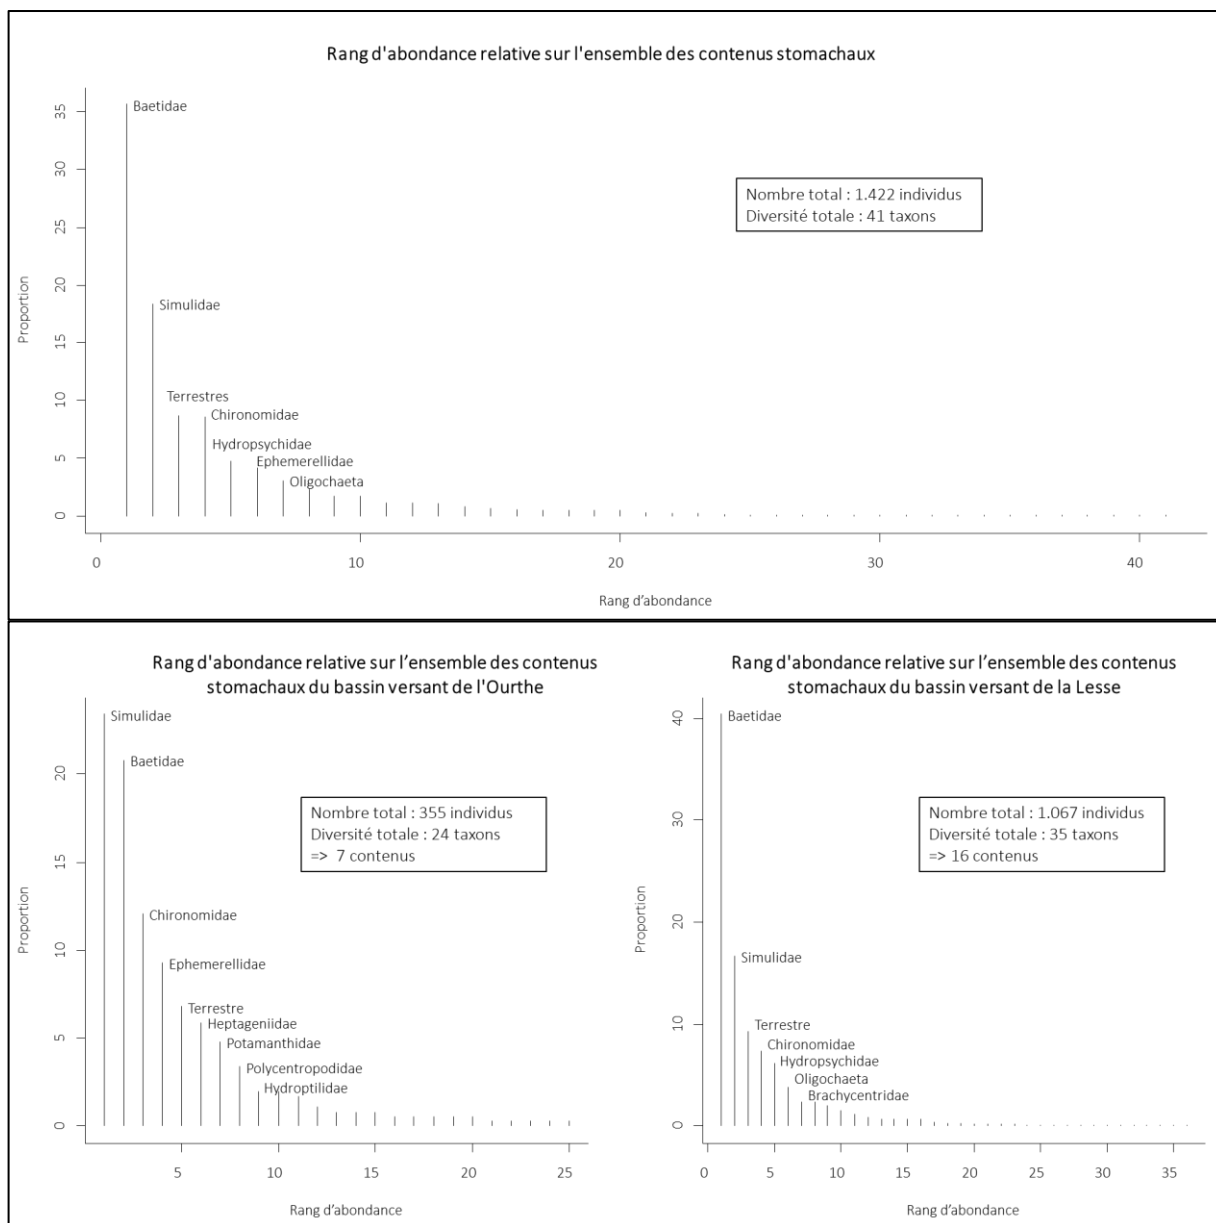 Rang d'abondance relative sur l'ensemble des contenus stomachaux
35
30
25
20
15
10
5
0
Proportion
Baetidae
Simulidae
Terrestres
Chironomidae
Hydropsychidae
Ephemerellidae
Oligochaeta
Nombre total : 1.422 individus
Diversité totale : 41 taxons
0 10 20 30 40
Rang d’abondance
Rang d'abondance relative sur l’ensemble des contenus
stomachaux du bassin versant de l'Ourthe
20
15
10
5
0
Proportion
Simulidae
Baetidae
Chironomidae
Ephemerellidae
Terrestre
Heptageniidae
Potamanthidae
Polycentropodidae
Hydroptilidae
Nombre total : 355 individus
Diversité totale : 24 taxons
=> 7 contenus
5 10 15 20 25
Rang d’abondance
Rang d'abondance relative sur l’ensemble des contenus
stomachaux du bassin versant de la Lesse
40
30
20
10
0
Proportion
Baetidae
Simulidae
Terrestre
Chironomidae
Hydropsychidae
Oligochaeta
Brachycentridae
Nombre total : 1.067 individus
Diversité totale : 35 taxons
=> 16 contenus
0 5 10 15 20 25 30 35
Rang d’abondance